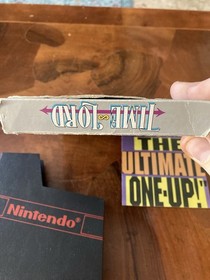 TIME
LORD
THE
ULTIMATE
ONE-UP!
Nintendo®